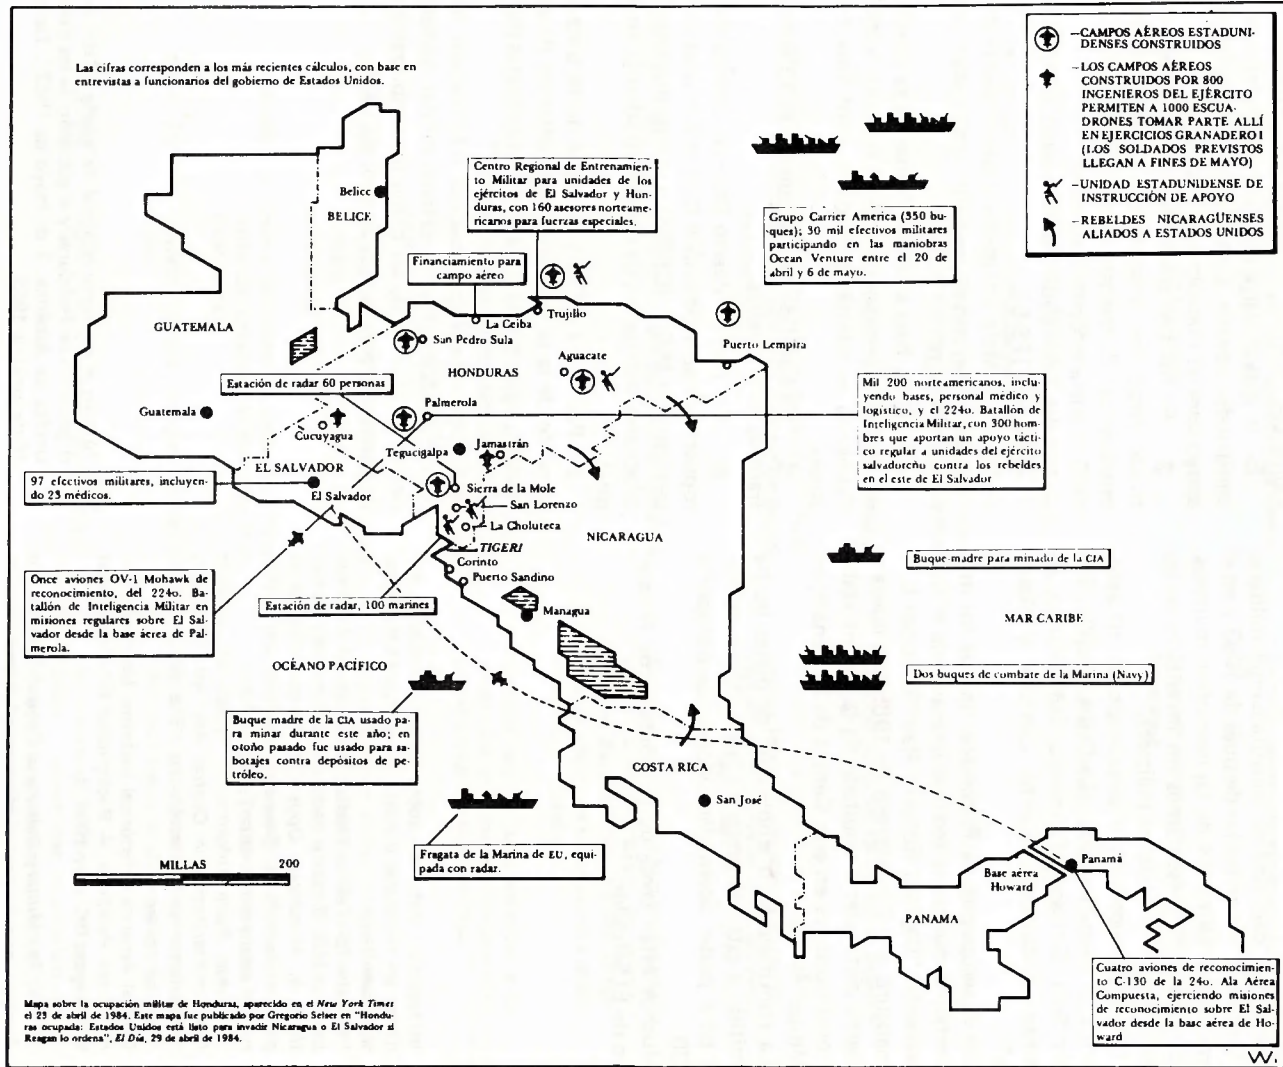 Las cifras corresponden a los más recientes cálculos, con base en
entrevistas a funcionarios del gobierno de Estados Unidos.
–CAMPOS AÉREOS ESTADUNI-
DENSES CONSTRUIDOS
–LOS CAMPOS AÉREOS
CONSTRUIDOS POR 800
INGENIEROS DEL EJÉRCITO
PERMITEN A 1000 ESCUA-
DRONES TOMAR PARTE ALLÍ
EN EJERCICIOS GRANADERO I
(LOS SOLDADOS PREVISTOS
LLEGAN A FINES DE MAYO)
–UNIDAD ESTADUNIDENSE DE
INSTRUCCIÓN DE APOYO
–REBELDES NICARAGÜENSES
ALIADOS A ESTADOS UNIDOS
Centro Regional de Entrenamien-
to Militar para unidades de los
ejércitos de El Salvador y Hon-
duras, con 160 asesores norteame-
ricanos para fuerzas especiales.
Grupo Carrier America (350 bu-
ques); 30 mil efectivos militares
participando en las maniobras
Ocean Venture entre el 20 de
abril y 6 de mayo.
Belice
BELICE
Financiamiento para
campo aéreo
GUATEMALA
La Ceiba
Trujillo
San Pedro Sula
Puerto Lempira
Aguacate
HONDURAS
Estación de radar 60 personas
Mil 200 norteamericanos, inclu-
yendo bases, personal médico y
logístico, y el 224o. Batallón de
Inteligencia Militar, con 300 hom-
bres que aportan un apoyo tácti-
co regular a unidades del ejército
salvadoreño contra los rebeldes
en el este de El Salvador
Guatemala
Palmerola
Cucuyagua
Tegucigalpa
Jamastrán
EL SALVADOR
El Salvador
97 efectivos militares, incluyen-
do 23 médicos.
Sierra de la Mole
San Lorenzo
La Choluteca
NICARAGUA
TIGERI
Corinto
Puerto Sandino
Buque-madre para minado de la CIA
Once aviones OV-1 Mohawk de
reconocimiento, del 224o. Ba-
tallón de Inteligencia Militar en
misiones regulares sobre El Sal-
vador desde la base aérea de Pal-
merola.
Estación de radar, 100 marines
Managua
MAR CARIBE
OCÉANO PACÍFICO
Dos buques de combate de la Marina (Navy)
Buque madre de la CIA usado pa-
ra minar durante este año; en
otoño pasado fue usado para sa-
botajes contra depósitos de pe-
tróleo.
COSTA RICA
San José
MILLAS 200
Fragata de la Marina de EU, equi-
pada con radar.
Panamá
Base aérea
Howard
PANAMA
Cuatro aviones de reconocimien-
to C-130 de la 24o. Ala Aérea
Compuesta, ejerciendo misiones
de reconocimiento sobre El Sal-
vador desde la base aérea de Ho-
ward
Mapa sobre la ocupación militar de Honduras, aparecido en el New York Times
el 23 de abril de 1984. Este mapa fue publicado por Gregorio Selser en "Hondu-
ras ocupada: Estados Unidos está listo para invadir Nicaragua o El Salvador si
Reagan lo ordena", El Día, 29 de abril de 1984.
W.